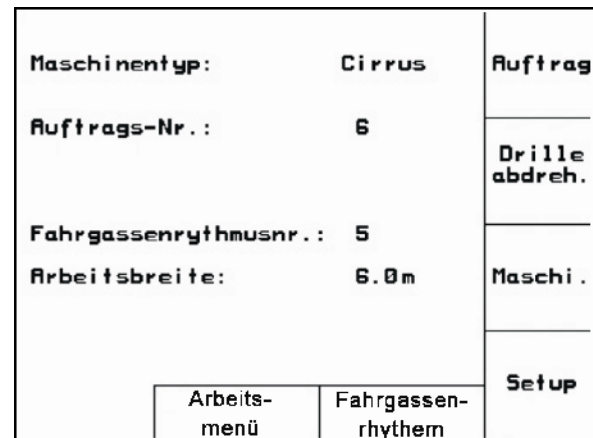 Maschinentyp: Cirrus
Auftrag
Auftrags-Nr.: 6
Drille
abdreh.
Fahrgassenrythmusnr.: 5
Arbeitsbreite: 6.0m
Maschi.
Setup
Arbeits-
menü
Fahrgassen-
rhythem